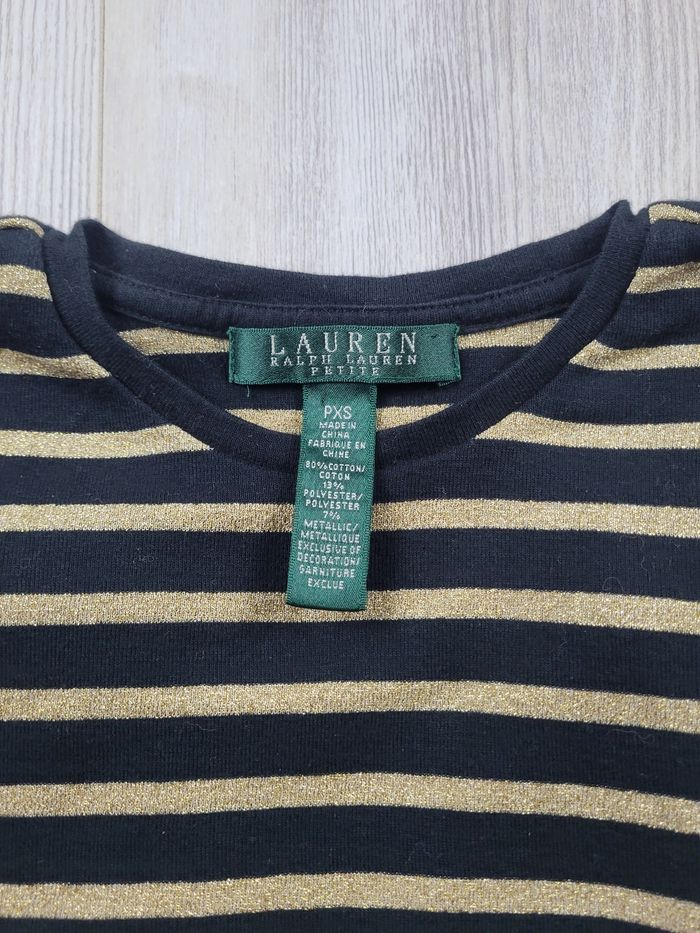 LAUREN
RALPH LAUREN
PETITE
PXS
MADE IN
CHINA
FABRIQUE EN
CHINE
80% COTTON/
COTON
13%
POLYESTER/
POLYESTER
7%
METALLIC/
METALLIQUE
EXCLUSIVE OF
DECORATION/
GARNITURE
EXCLUE